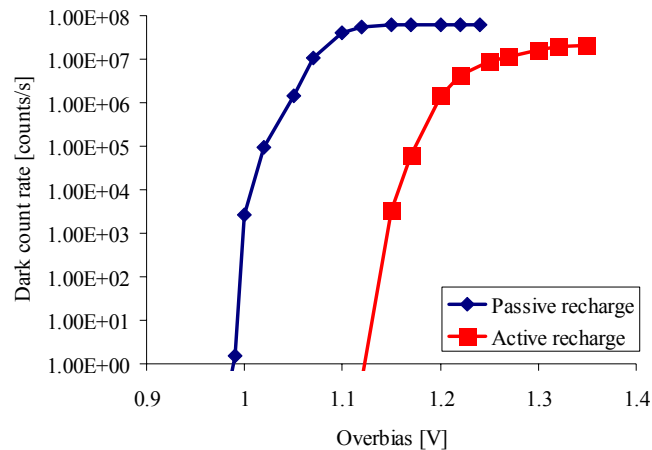 1.00E+08
1.00E+07
1.00E+06
1.00E+05
1.00E+04
1.00E+03
1.00E+02
1.00E+01
1.00E+00
Dark count rate [counts/s]
Passive recharge
Active recharge
0.9 1 1.1 1.2 1.3 1.4
Overbias [V]